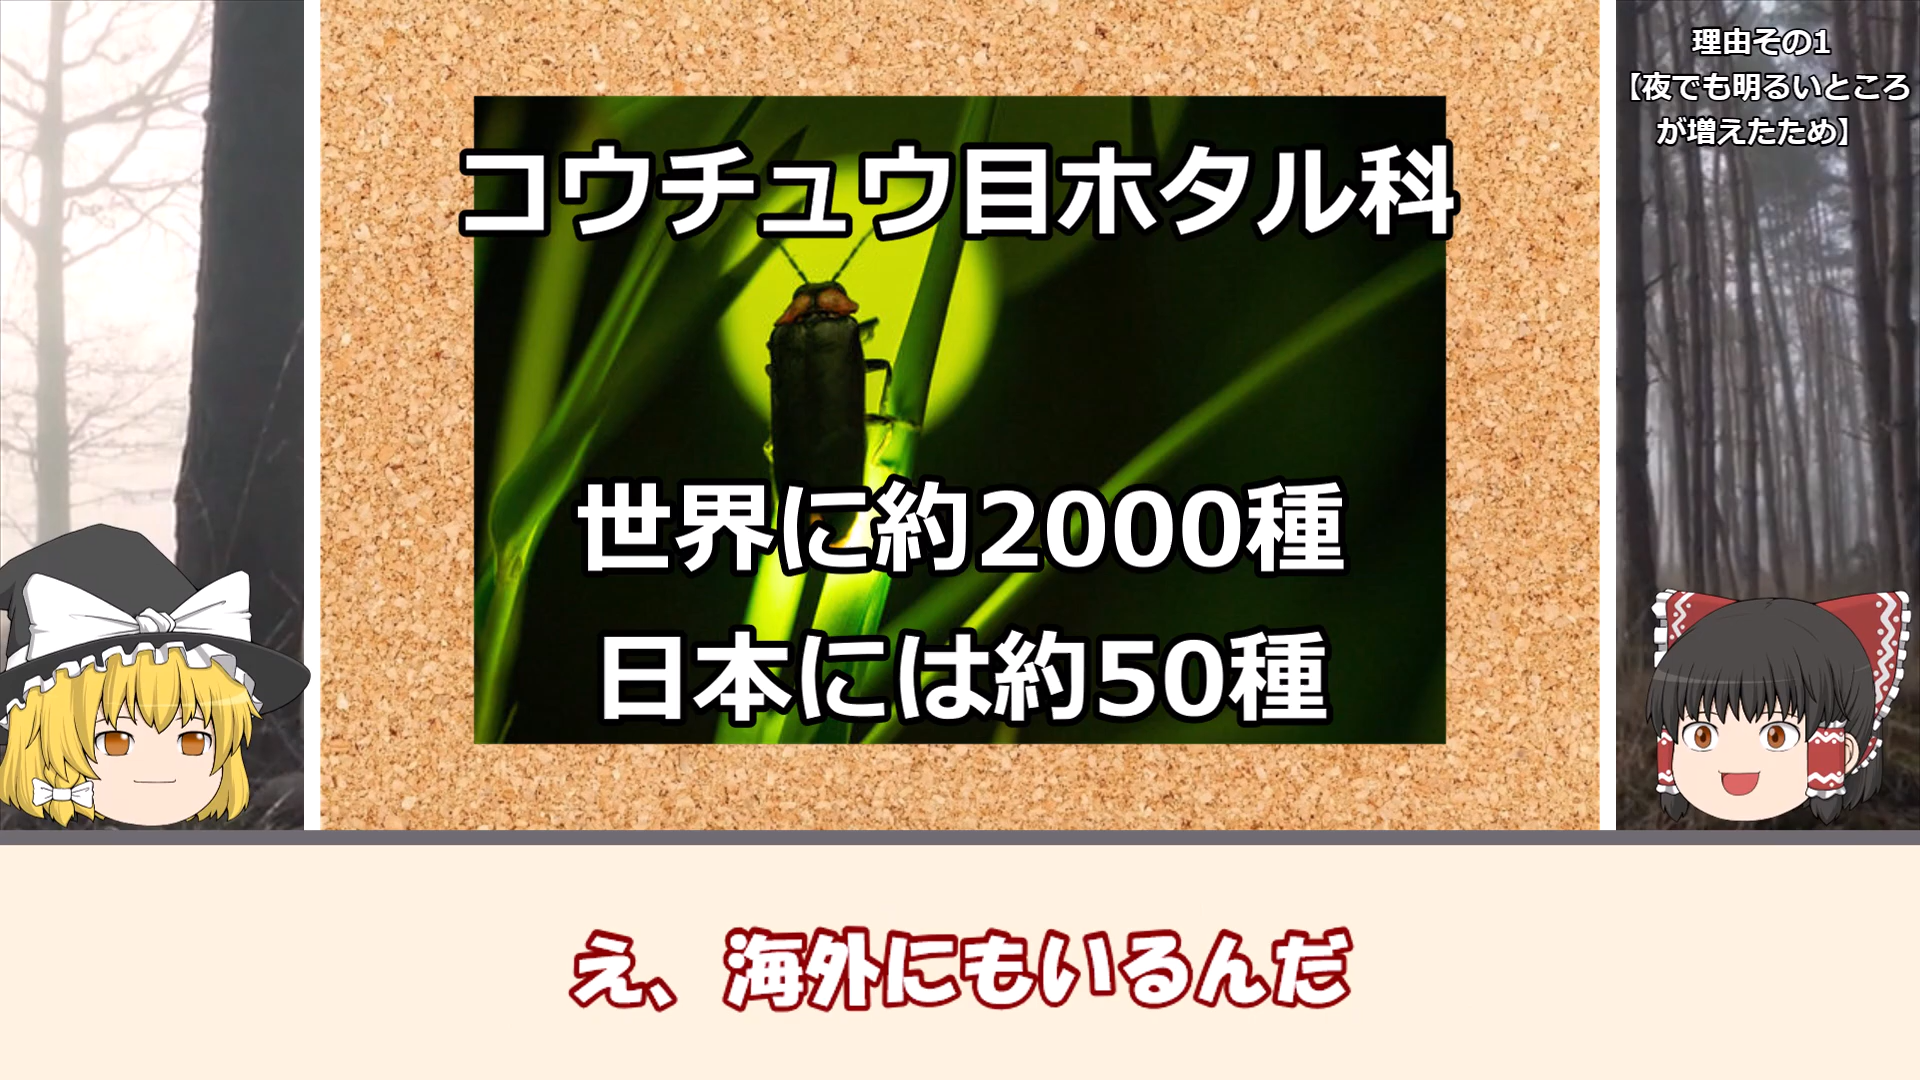 理由その1
【夜でも明るいところ
が増えたため】
コウチュウ目ホタル科
世界に約2000種
日本には約50種
え、海外にもいるんだ